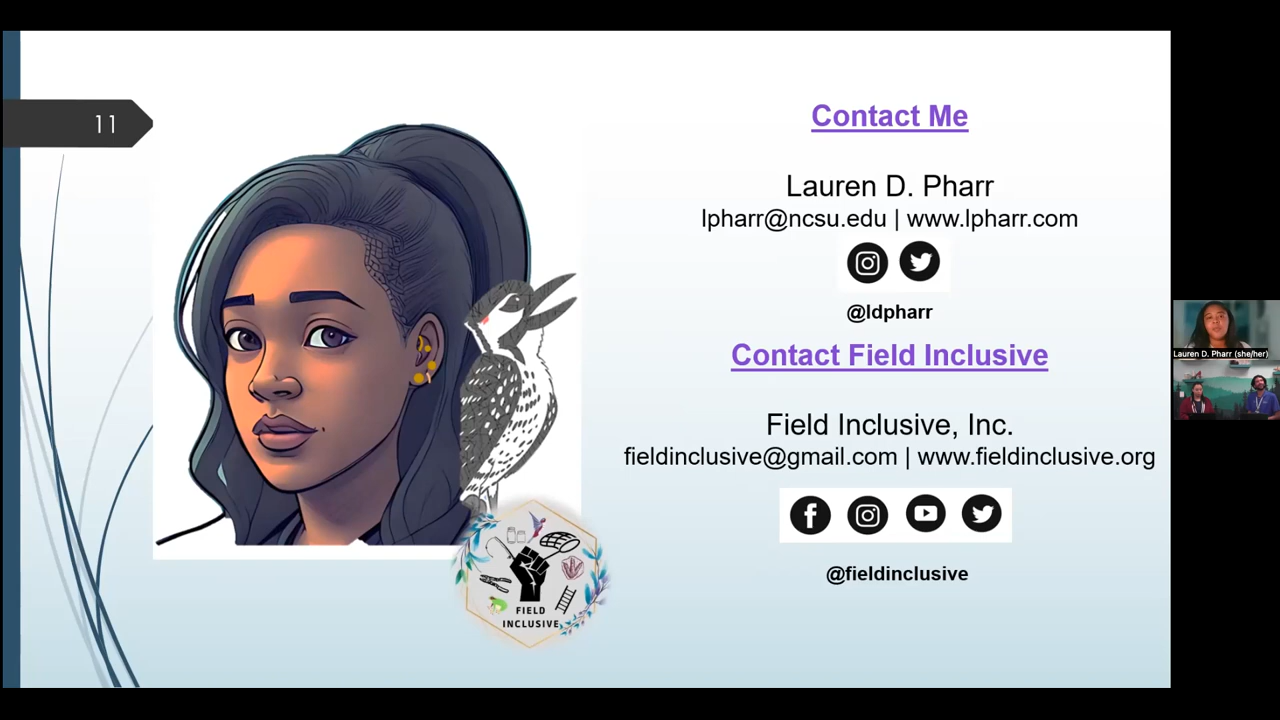 11
Contact Me
Lauren D. Pharr
lpharr@ncsu.edu | www.lpharr.com
@ldpharr
Contact Field Inclusive
Field Inclusive, Inc.
fieldinclusive@gmail.com | www.fieldinclusive.org
@fieldinclusive
FIELD
INCLUSIVE
Lauren D. Pharr (she/her)